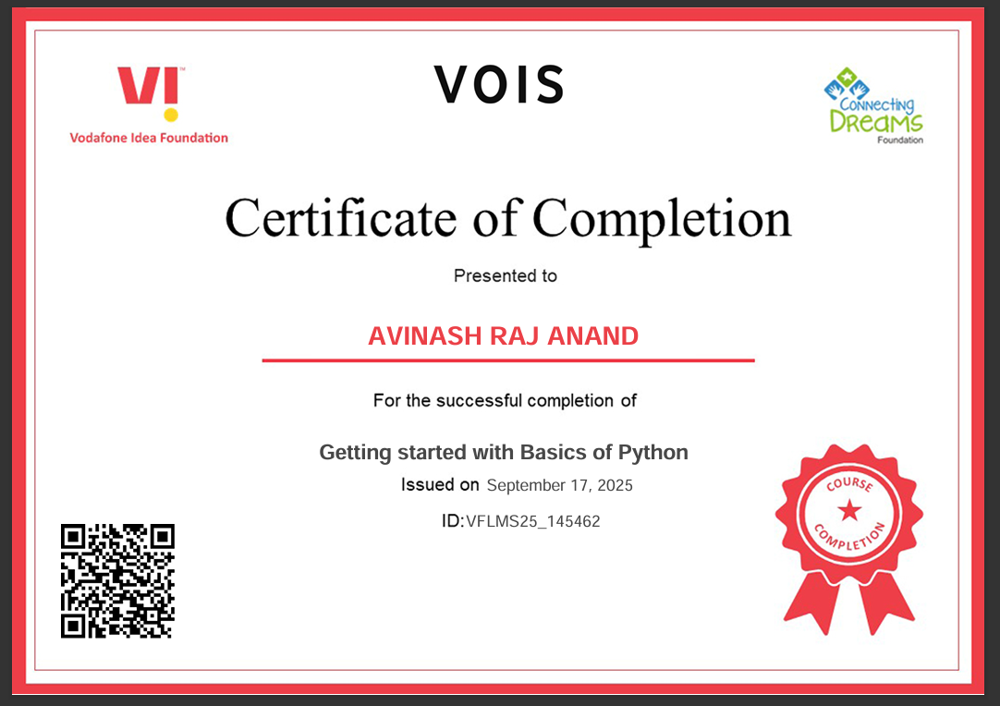 VI™
Vodafone Idea Foundation
VOIS
Connecting
Dreams
Foundation
Certificate of Completion
Presented to
AVINASH RAJ ANAND
For the successful completion of
Getting started with Basics of Python
Issued on September 17, 2025
ID:VFLMS25_145462
COURSE
COMPLETION